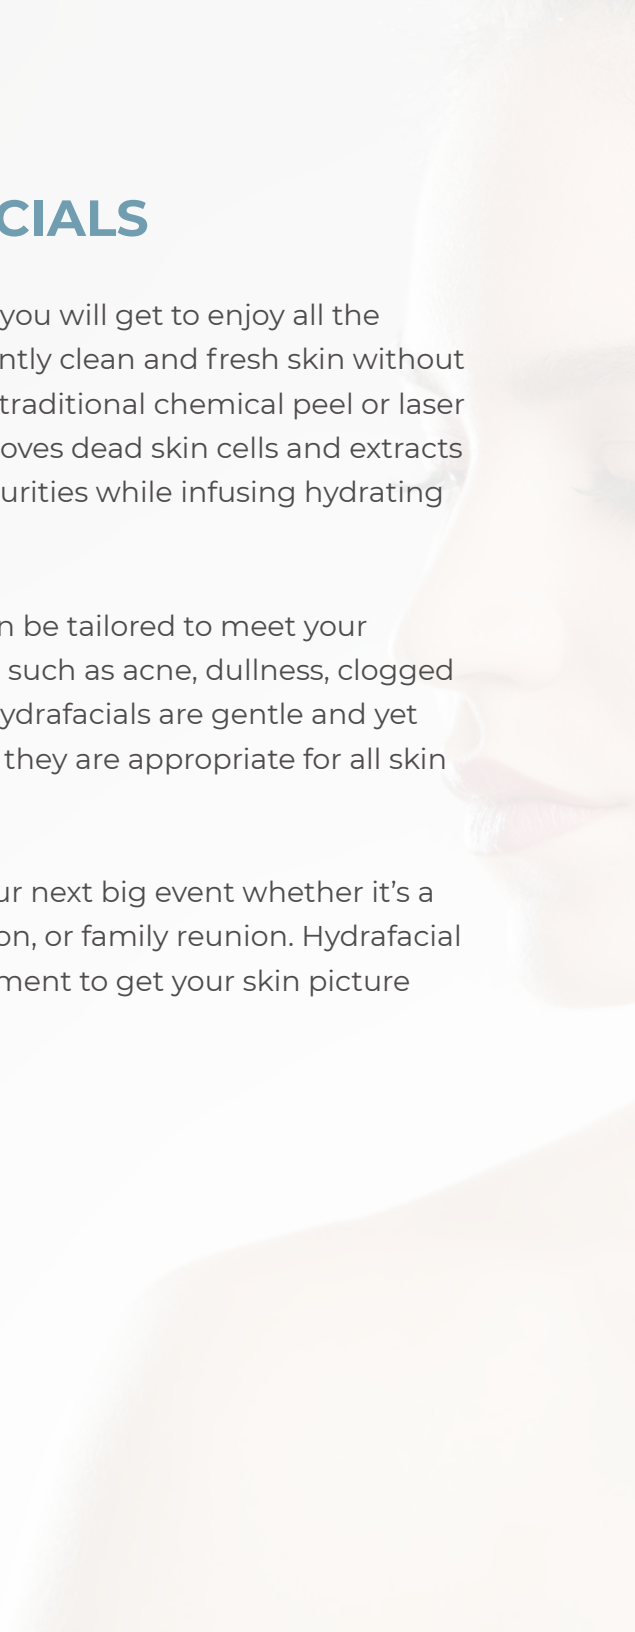 CIALS
you will get to enjoy all the
ntly clean and fresh skin without
traditional chemical peel or laser
oves dead skin cells and extracts
urities while infusing hydrating
n be tailored to meet your
such as acne, dullness, clogged
ydrafacials are gentle and yet
they are appropriate for all skin
ur next big event whether it’s a
on, or family reunion. Hydrafacial
ment to get your skin picture